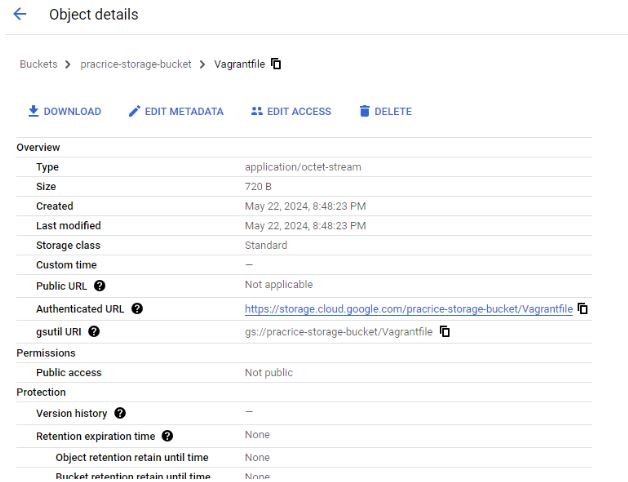 Object details
Buckets > pracrice-storage-bucket > Vagrantfile
DOWNLOAD EDIT METADATA EDIT ACCESS DELETE
Overview
Type application/octet-stream
Size 720 B
Created May 22, 2024, 8:48:23 PM
Last modified May 22, 2024, 8:48:23 PM
Storage class Standard
Custom time —
Public URL ? Not applicable
Authenticated URL ? https://storage.cloud.google.com/pracrice-storage-bucket/Vagrantfile
gsutil URI ? gs://pracrice-storage-bucket/Vagrantfile
Permissions
Public access Not public
Protection
Version history ? —
Retention expiration time ? None
Object retention retain until time None
Bucket retention retain until time None